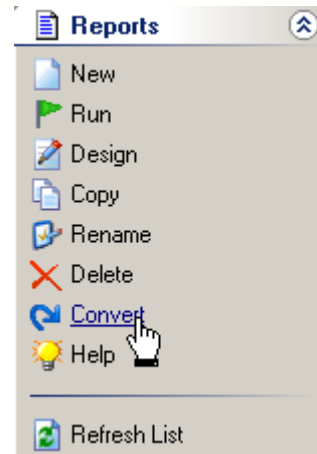 Reports
New
Run
Design
Copy
Rename
Delete
Convert
Help
Refresh List